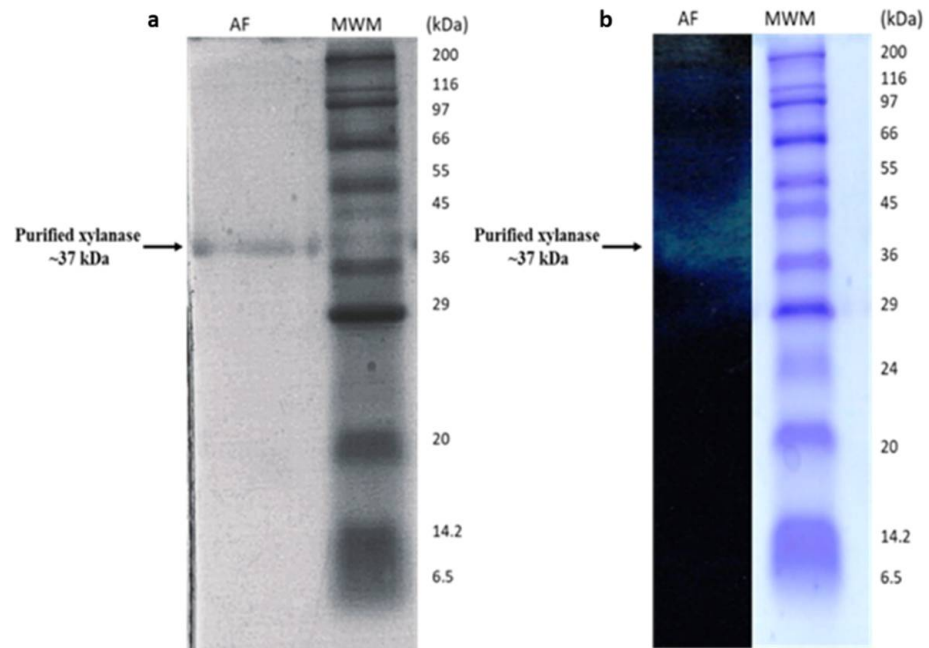 a
AF
MWM
(kDa)
200
116
97
66
55
45
36
29
20
14.2
6.5
Purified xylanase
~37 kDa
b
AF
MWM
(kDa)
200
116
97
66
55
45
36
29
24
20
14.2
6.5
Purified xylanase
~37 kDa